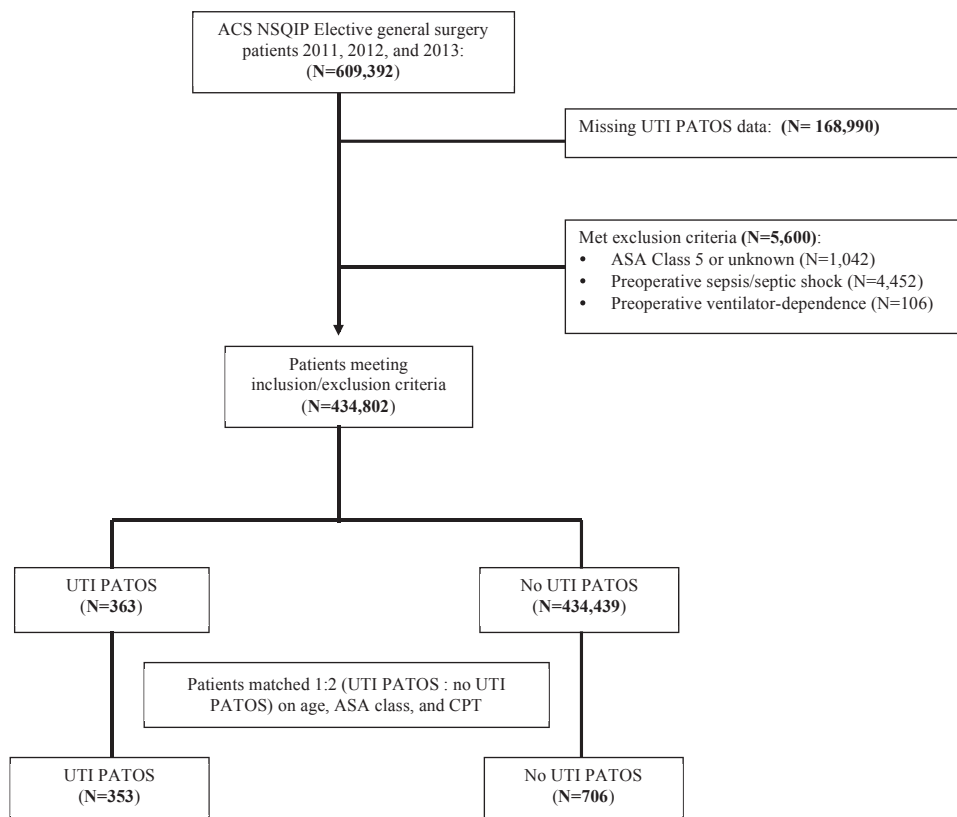 ACS NSQIP Elective general surgery
patients 2011, 2012, and 2013:
(N=609,392)
Missing UTI PATOS data: (N= 168,990)
Met exclusion criteria (N=5,600):
• ASA Class 5 or unknown (N=1,042)
• Preoperative sepsis/septic shock (N=4,452)
• Preoperative ventilator-dependence (N=106)
Patients meeting
inclusion/exclusion criteria
(N=434,802)
UTI PATOS
(N=363)
No UTI PATOS
(N=434,439)
Patients matched 1:2 (UTI PATOS : no UTI
PATOS) on age, ASA class, and CPT
UTI PATOS
(N=353)
No UTI PATOS
(N=706)